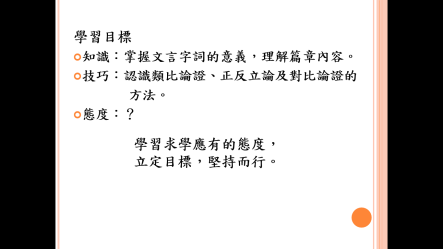 學習目標
知識：掌握文言字詞的意義，理解篇章內容。
技巧：認識類比論證、正反立論及對比論證的
方法。
態度：？
學習求學應有的態度，
立定目標，堅持而行。